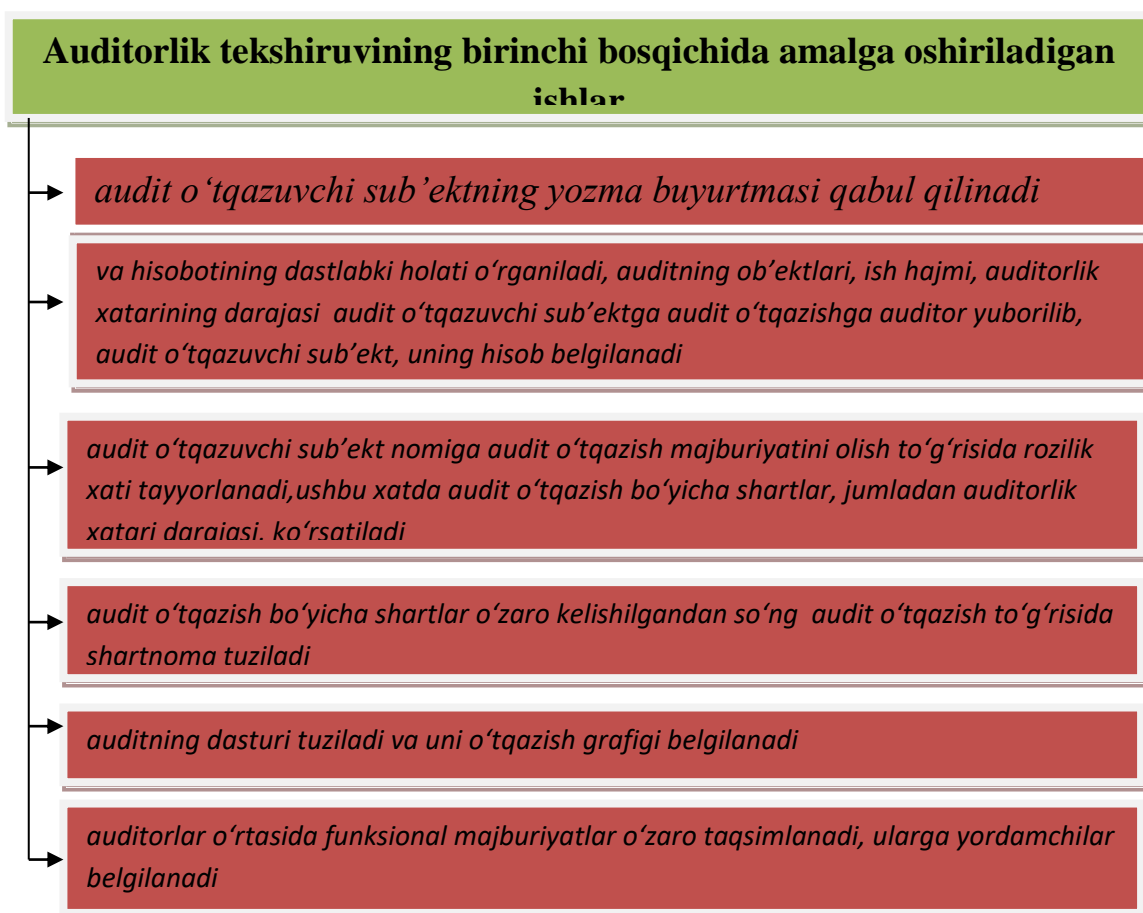 Auditorlik tekshiruvining birinchi bosqichida amalga oshiriladigan
ishlar
audit o‘tqazuvchi sub’ektning yozma buyurtmasi qabul qilinadi
va hisobotining dastlabki holati o‘rganiladi, auditning ob’ektlari, ish hajmi, auditorlik
xatarining darajasi audit o‘tqazuvchi sub’ektga audit o‘tqazishga auditor yuborilib,
audit o‘tqazuvchi sub’ekt, uning hisob belgilanadi
audit o‘tqazuvchi sub’ekt nomiga audit o‘tqazish majburiyatini olish to‘g‘risida rozilik
xati tayyorlanadi,ushbu xatda audit o‘tqazish bo‘yicha shartlar, jumladan auditorlik
xatari darajasi, ko‘rsatiladi
audit o‘tqazish bo‘yicha shartlar o‘zaro kelishilgandan so‘ng audit o‘tqazish to‘g‘risida
shartnoma tuziladi
auditning dasturi tuziladi va uni o‘tqazish grafigi belgilanadi
auditorlar o‘rtasida funksional majburiyatlar o‘zaro taqsimlanadi, ularga yordamchilar
belgilanadi